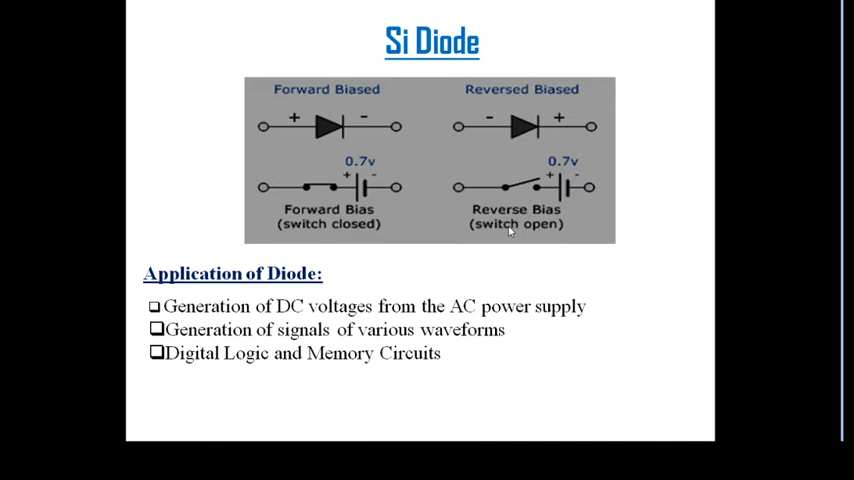 Si Diode
Forward Biased
Reversed Biased
+ -
- +
0.7v
0.7v
+ -
+ -
Forward Bias
(switch closed)
Reverse Bias
(switch open)
Application of Diode:
Generation of DC voltages from the AC power supply
Generation of signals of various waveforms
Digital Logic and Memory Circuits